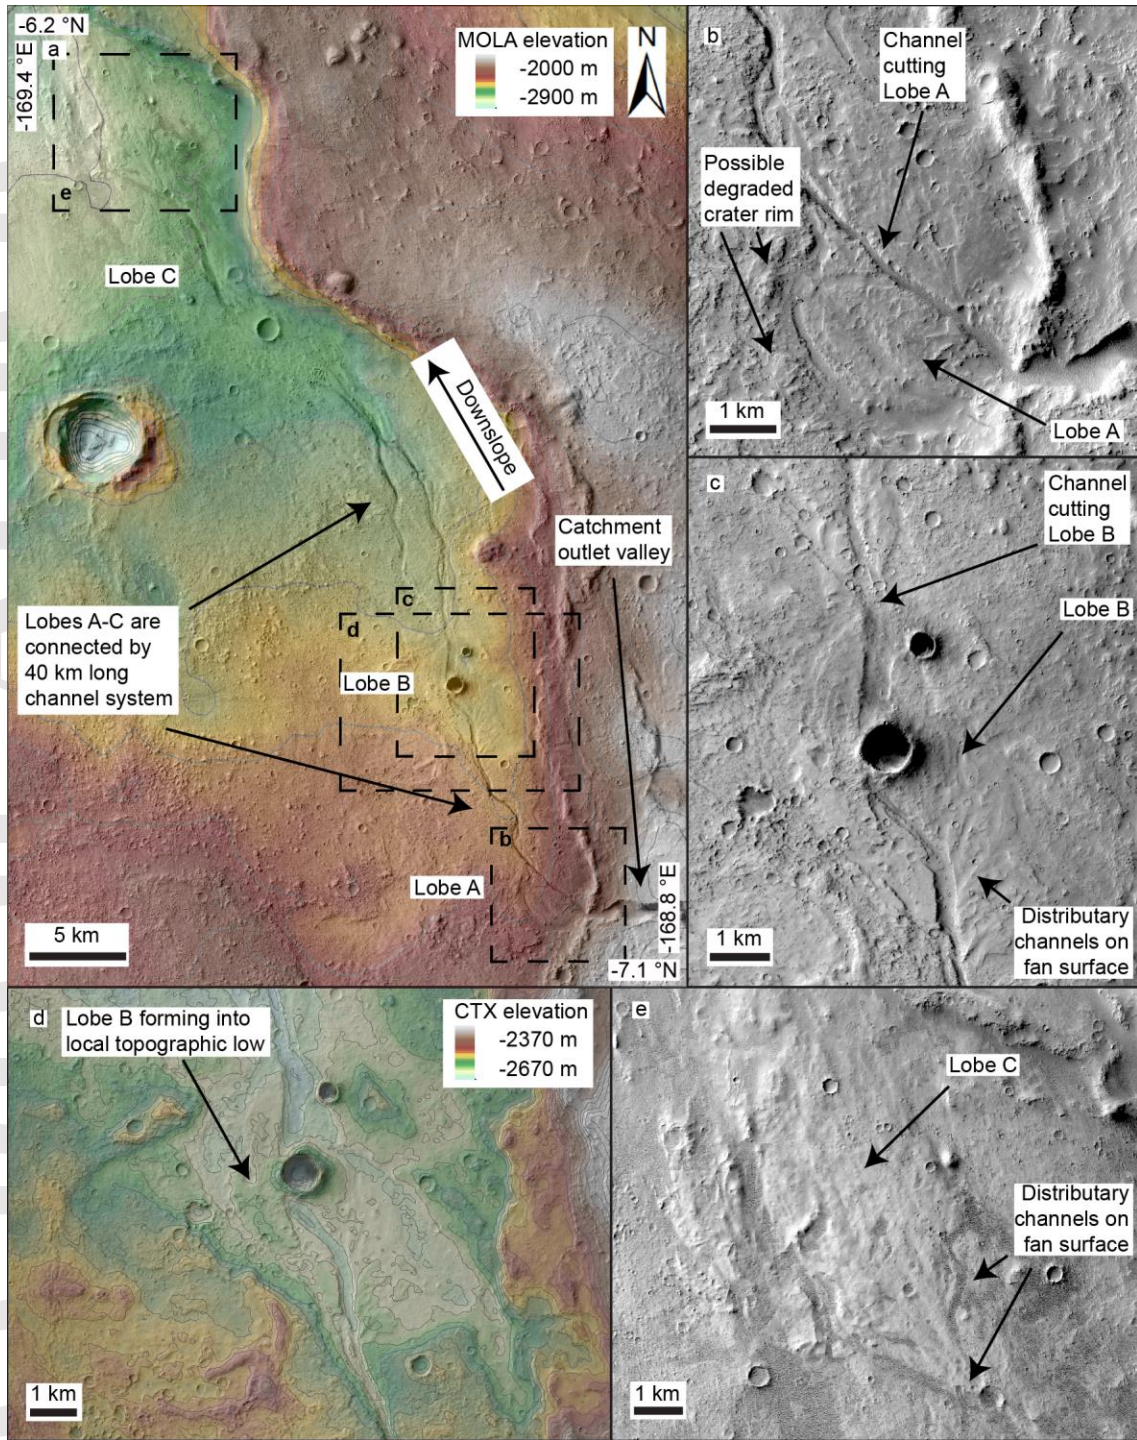 -6.2 °N
a
-169.4 °E
MOLA elevation
-2000 m
-2900 m
N
e
Lobe C
Downslope
Catchment
outlet valley
Lobes A-C are
connected by
40 km long
channel system
c
d
Lobe B
b
Lobe A
-168.8 °E
-7.1 °N
5 km
b
Channel
cutting
Lobe A
Possible
degraded
crater rim
1 km
Lobe A
c
Channel
cutting
Lobe B
Lobe B
Distributary
channels on
fan surface
1 km
d
Lobe B forming into
local topographic low
CTX elevation
-2370 m
-2670 m
1 km
e
Lobe C
Distributary
channels on
fan surface
1 km